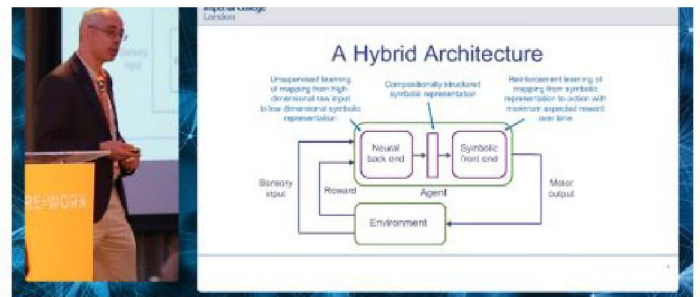 Imperial College
London
A Hybrid Architecture
Unsupervised learning
of mapping from high-
dimensional raw input
to low dimensional symbolic
representation
Compositionally structured
symbolic representation
Reinforcement learning of
mapping from symbolic
representation to action with
maximum expected reward
over time
Neural
back end
Symbolic
front end
Sensory
input
Reward
Agent
Motor
output
Environment
RE•WORK
sensory
input